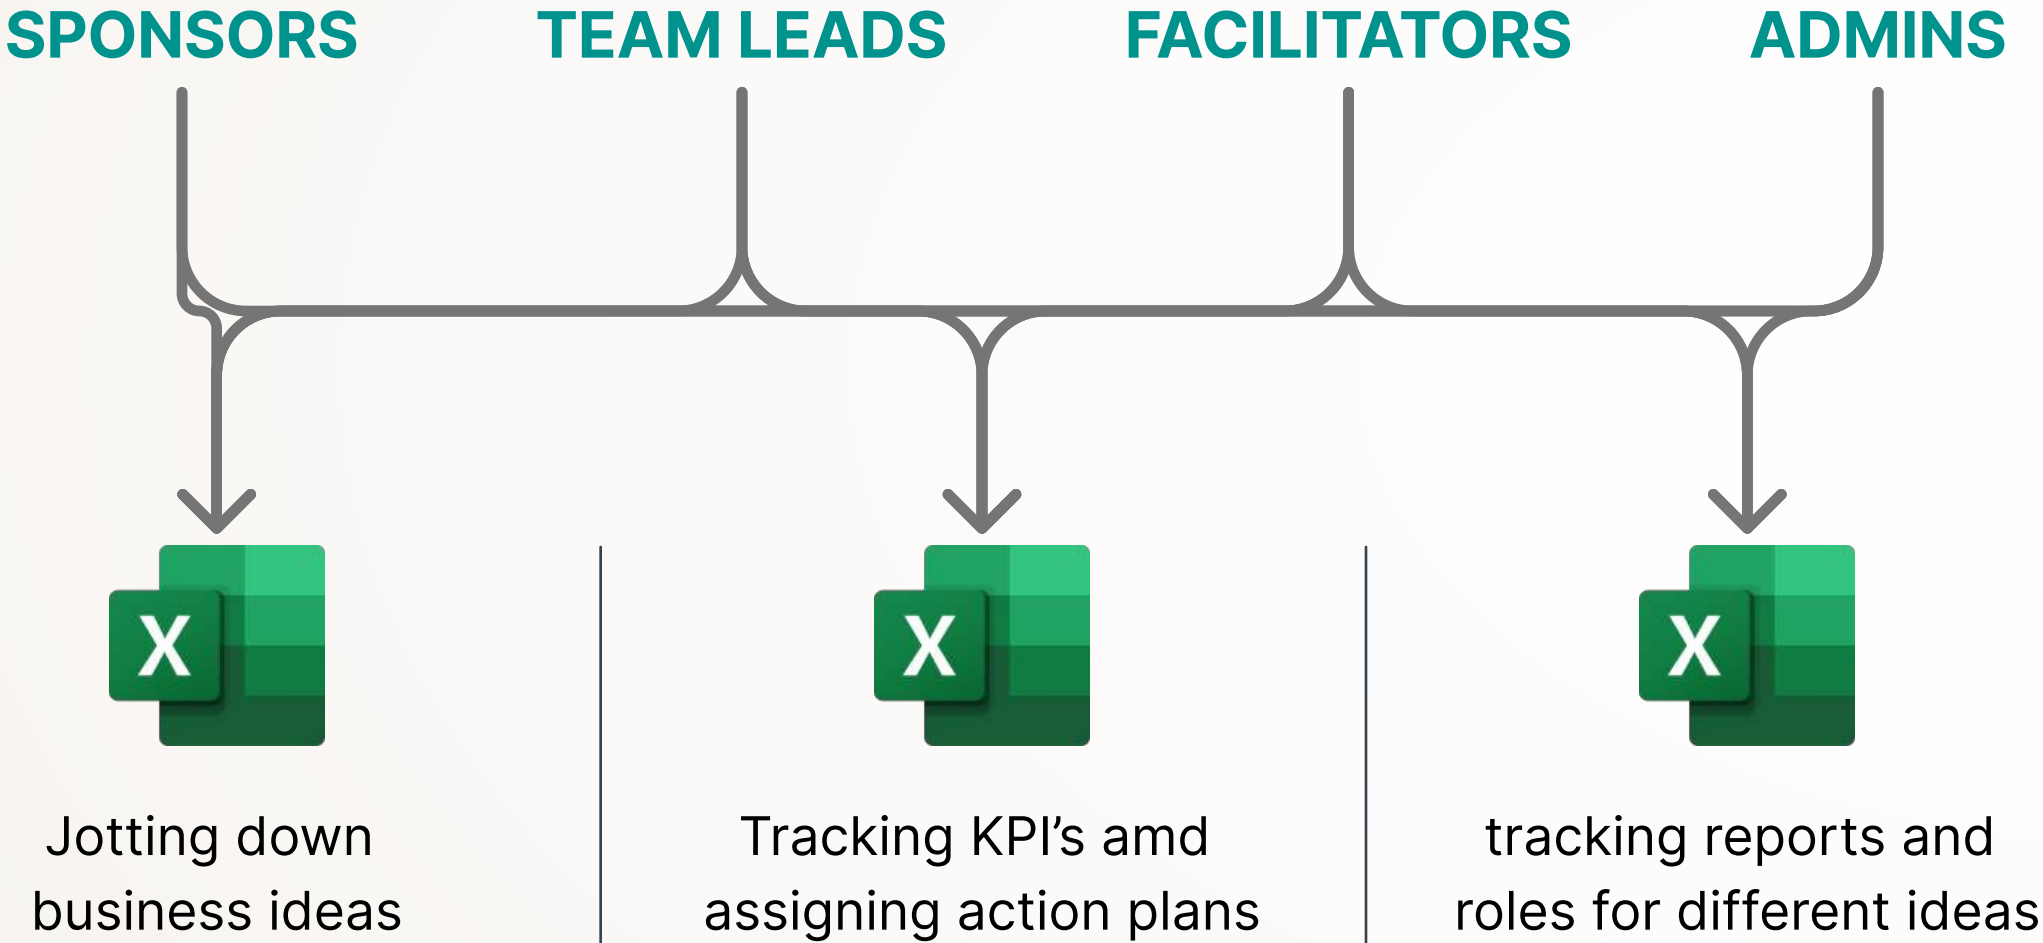 SPONSORS TEAM LEADS FACILITATORS ADMINS
X X X
Jotting down
business ideas
Tracking KPI’s amd
assigning action plans
tracking reports and
roles for different ideas